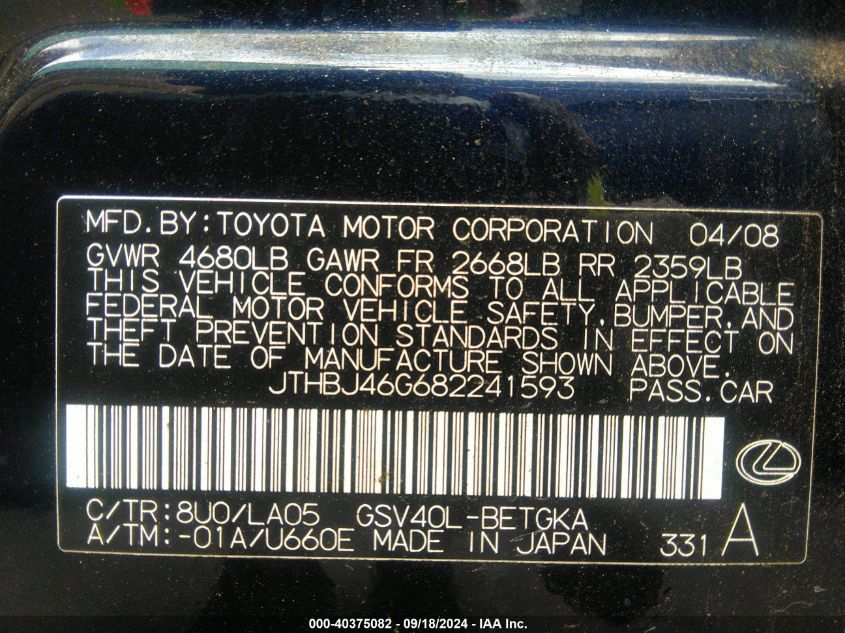 MFD.BY:TOYOTA MOTOR CORPORATION 04/08
GVWR 4680LB GAWR FR 2668LB RR 2359LB
THIS VEHICLE CONFORMS TO ALL APPLICABLE
FEDERAL MOTOR VEHICLE SAFETY,BUMPER,AND
THEFT PREVENTION STANDARDS IN EFFECT ON
THE DATE OF MANUFACTURE SHOWN ABOVE.
JTHBJ46G682241593 PASS.CAR
C/TR:8U0/LA05 GSV40L-BETGKA
A/TM:-01A/U660E MADE IN JAPAN 331 A
000-40375082 - 09/18/2024 - IAA Inc.